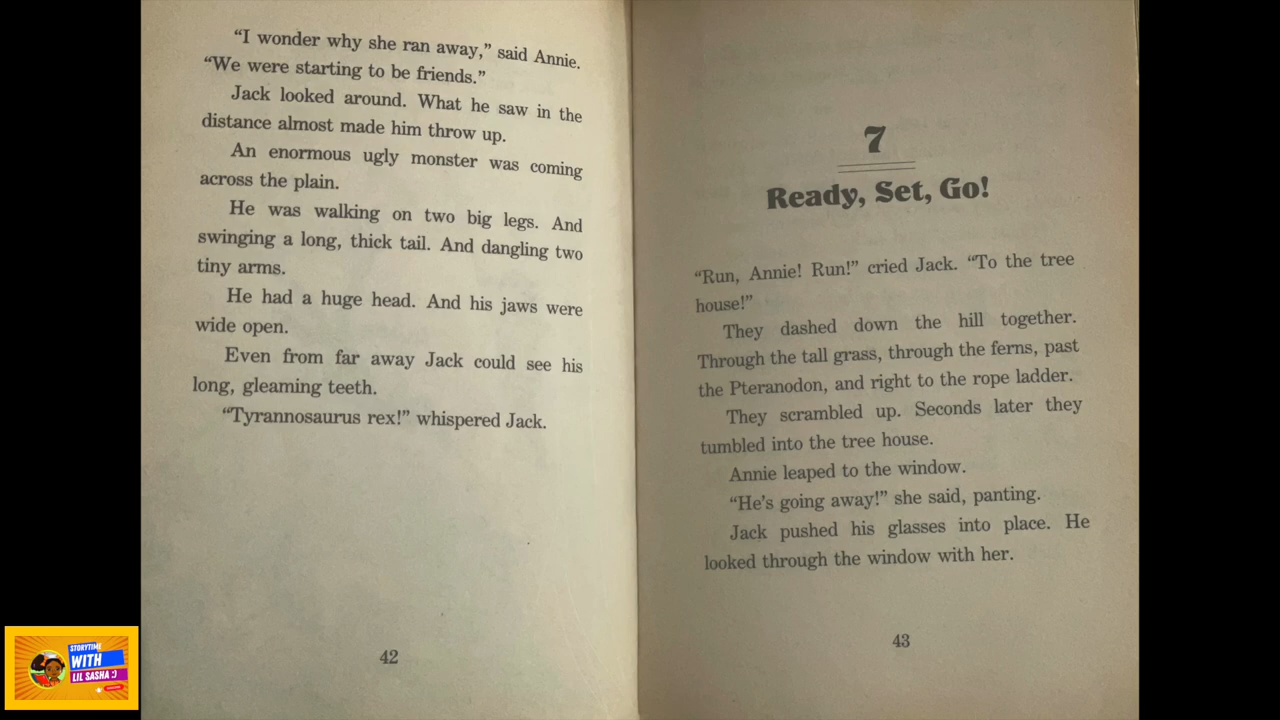 “I wonder why she ran away,” said Annie.
“We were starting to be friends.”
Jack looked around. What he saw in the
distance almost made him throw up.
An enormous ugly monster was coming
across the plain.
He was walking on two big legs. And
swinging a long, thick tail. And dangling two
tiny arms.
He had a huge head. And his jaws were
wide open.
Even from far away Jack could see his
long, gleaming teeth.
“Tyrannosaurus rex!” whispered Jack.
42
7
Ready, Set, Go!
“Run, Annie! Run!” cried Jack. “To the tree
house!”
They dashed down the hill together.
Through the tall grass, through the ferns, past
the Pteranodon, and right to the rope ladder.
They scrambled up. Seconds later they
tumbled into the tree house.
Annie leaped to the window.
“He’s going away!” she said, panting.
Jack pushed his glasses into place. He
looked through the window with her.
43
STORYTIME
WITH
LIL SASHA :)